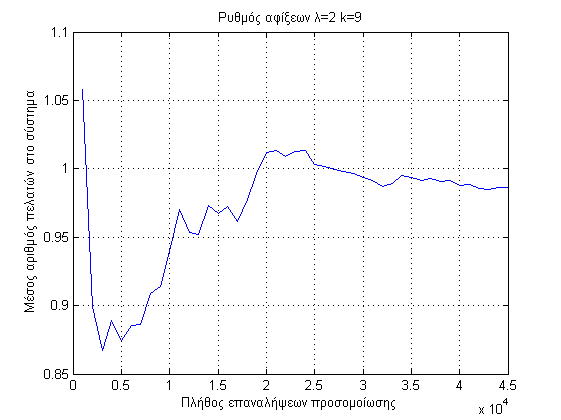 Ρυθμός αφίξεων λ=2 k=9
Μέσος αριθμός πελατών στο σύστημα
1.1
1.05
1
0.95
0.9
0.85
0 0.5 1 1.5 2 2.5 3 3.5 4 4.5
x 10^4
Πλήθος επαναλήψεων προσομοίωσης